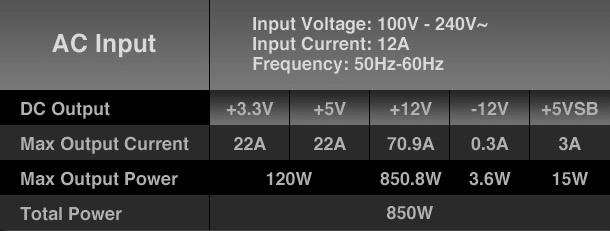 AC Input
Input Voltage: 100V - 240V~
Input Current: 12A
Frequency: 50Hz-60Hz
DC Output +3.3V +5V +12V -12V +5VSB
Max Output Current 22A 22A 70.9A 0.3A 3A
Max Output Power 120W 850.8W 3.6W 15W
Total Power 850W